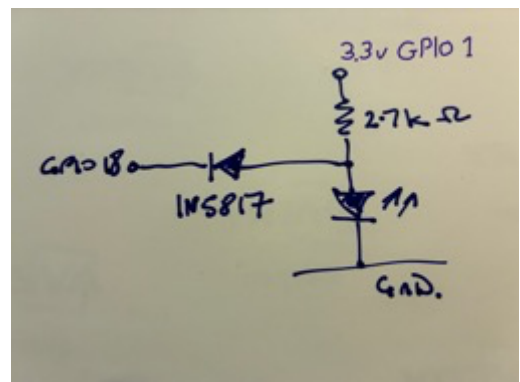 3.3v GPIO 1
2.7k Ω
GPIO 18
1N5817
GND.